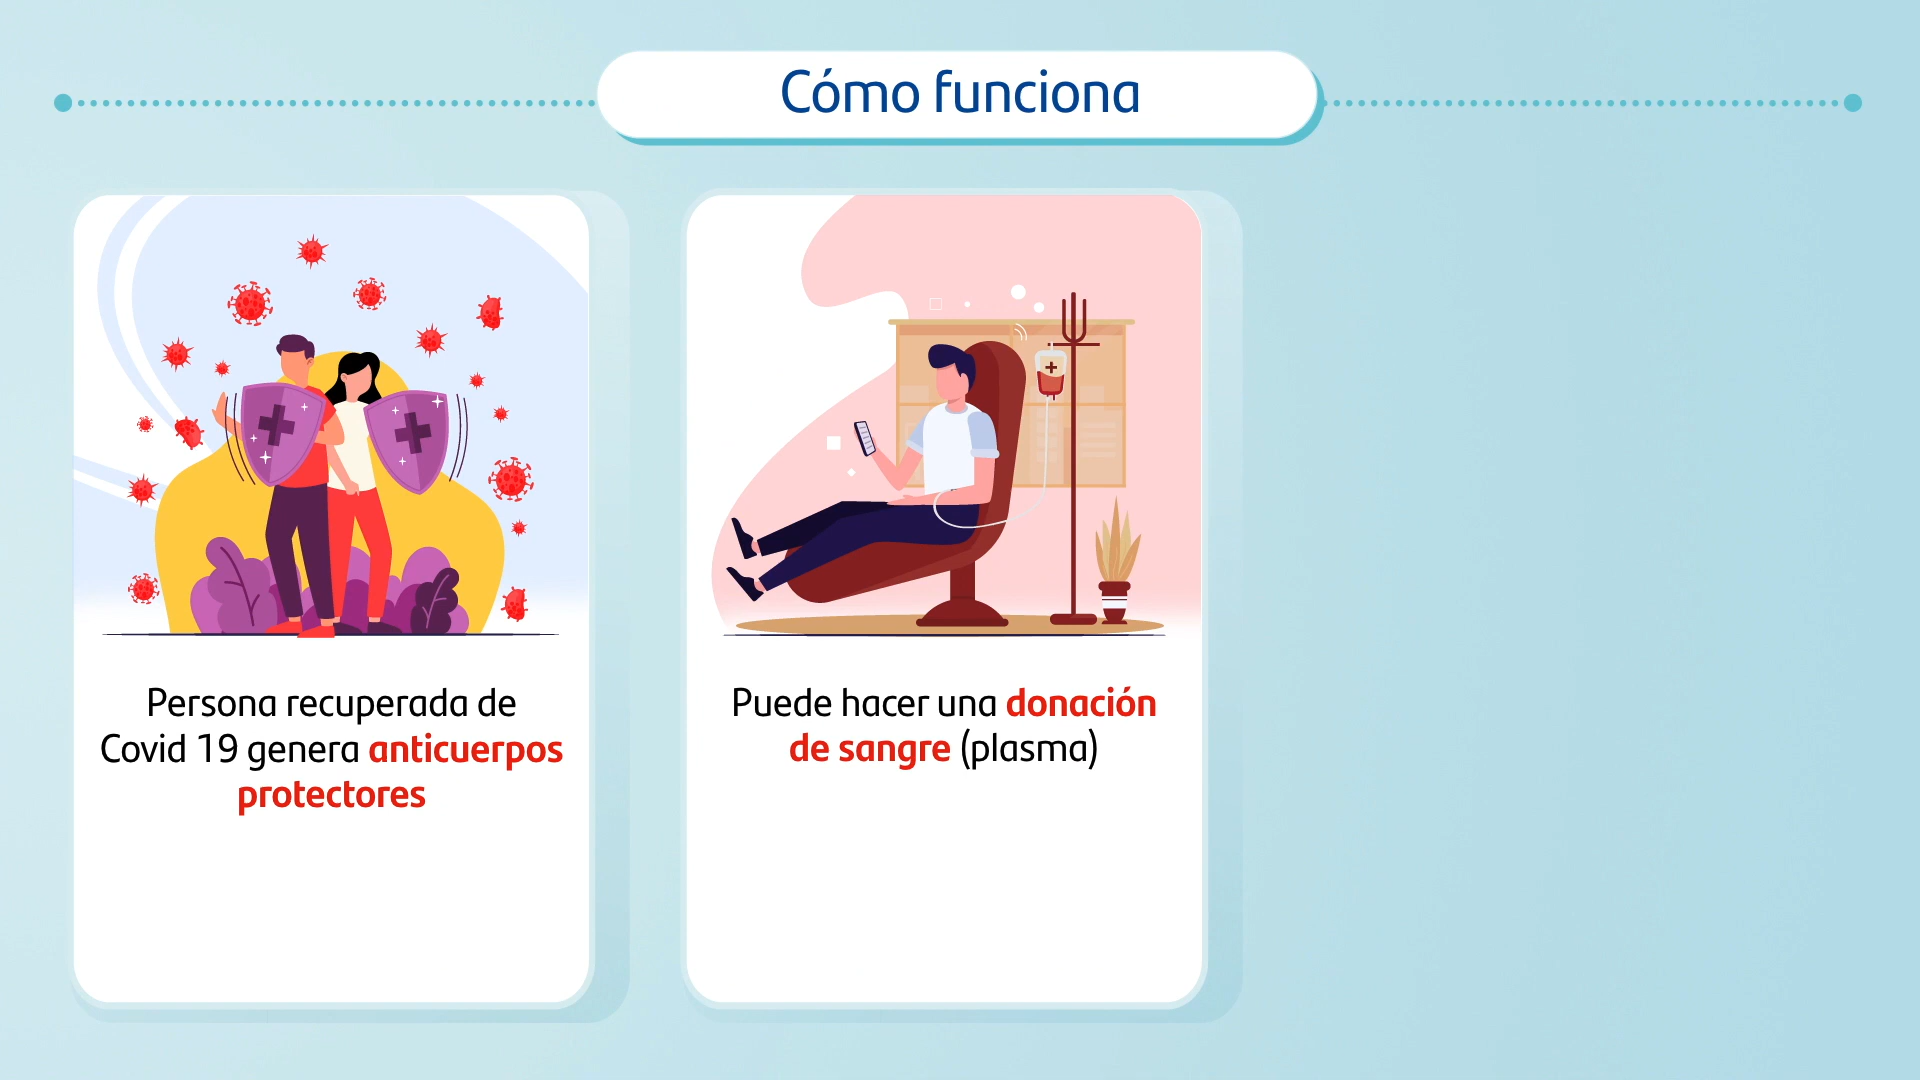 Cómo funciona
Persona recuperada de
Covid 19 genera anticuerpos
protectores
Puede hacer una donación
de sangre (plasma)